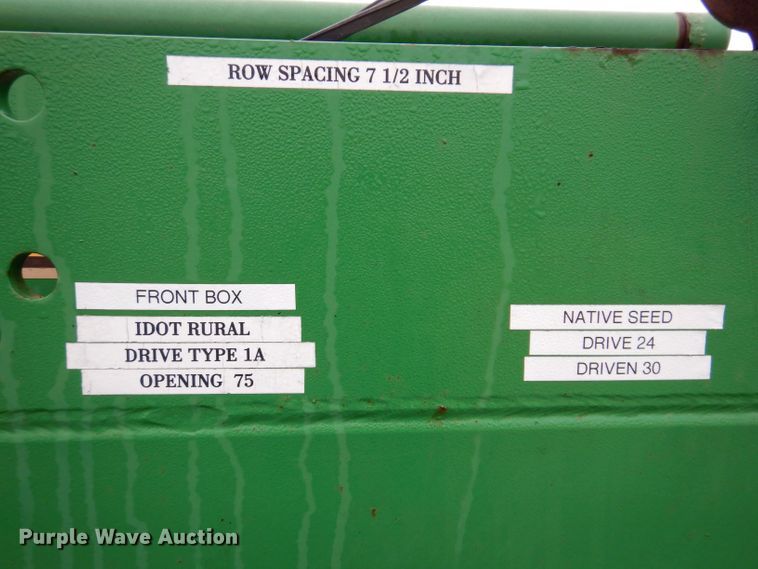 ROW SPACING 7 1/2 INCH
FRONT BOX
IDOT RURAL
DRIVE TYPE 1A
OPENING 75
NATIVE SEED
DRIVE 24
DRIVEN 30
Purple Wave Auction